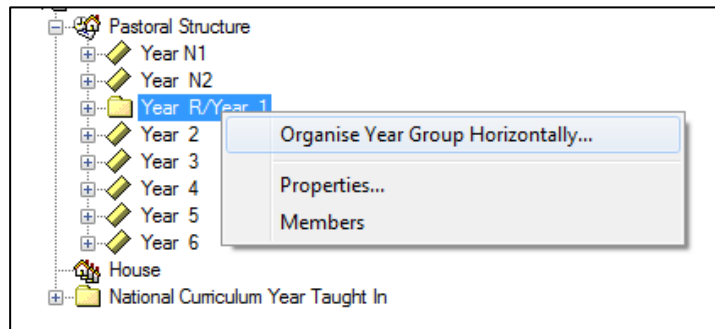 Pastoral Structure
Year N1
Year N2
Year R/Year 1
Year 2
Organise Year Group Horizontally...
Year 3
Year 4
Properties...
Year 5
Members
Year 6
House
National Curriculum Year Taught In